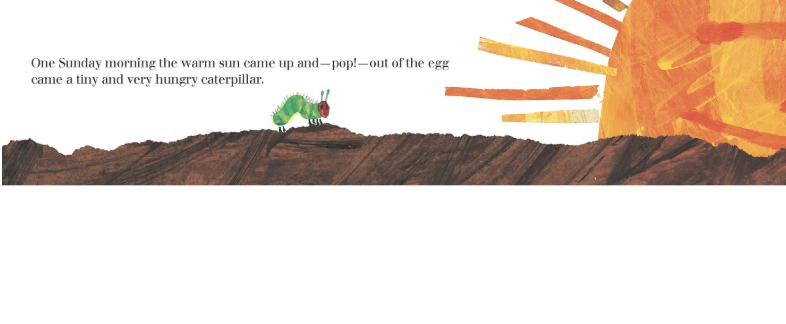 One Sunday morning the warm sun came up and—pop!—out of the egg
came a tiny and very hungry caterpillar.